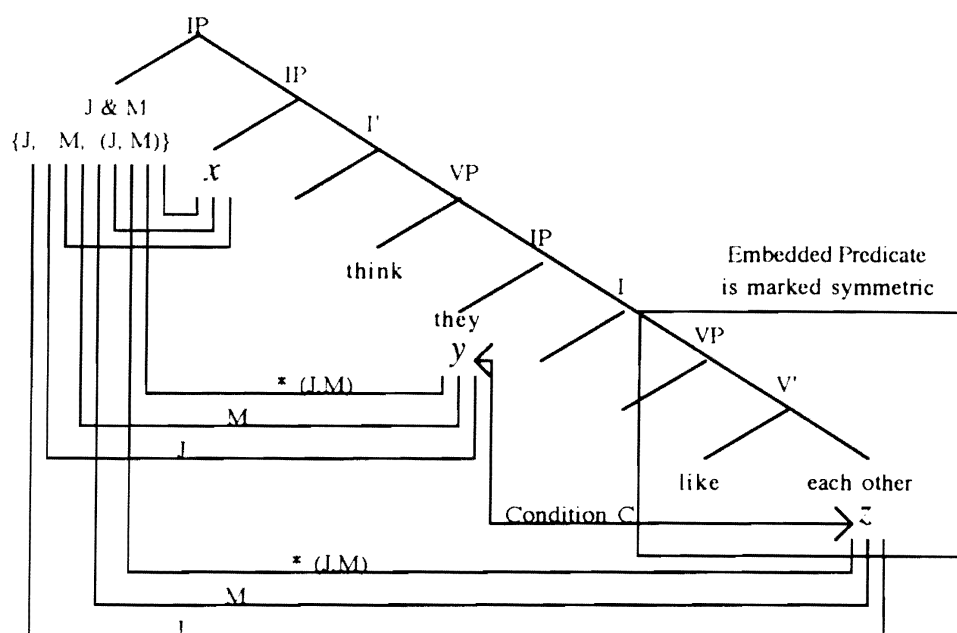 IP
IP
J & M
I'
{J, M, (J, M)}
x
VP
IP
think
Embedded Predicate
is marked symmetric
I
they
VP
y
* (J,M)
V'
M
J
like each other
Condition C
z
* (J,M)
M